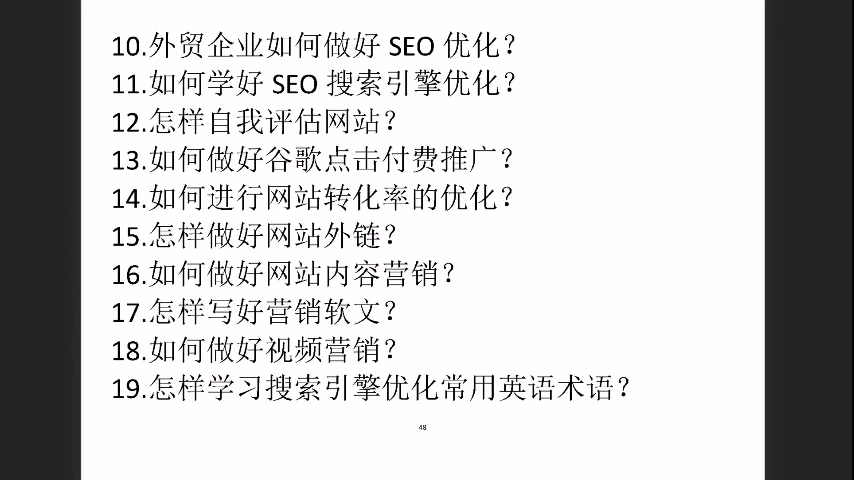 10.外贸企业如何做好 SEO 优化？
11.如何学好 SEO 搜索引擎优化？
12.怎样自我评估网站？
13.如何做好谷歌点击付费推广？
14.如何进行网站转化率的优化？
15.怎样做好网站外链？
16.如何做好网站内容营销？
17.怎样写好营销软文？
18.如何做好视频营销？
19.怎样学习搜索引擎优化常用英语术语？
48